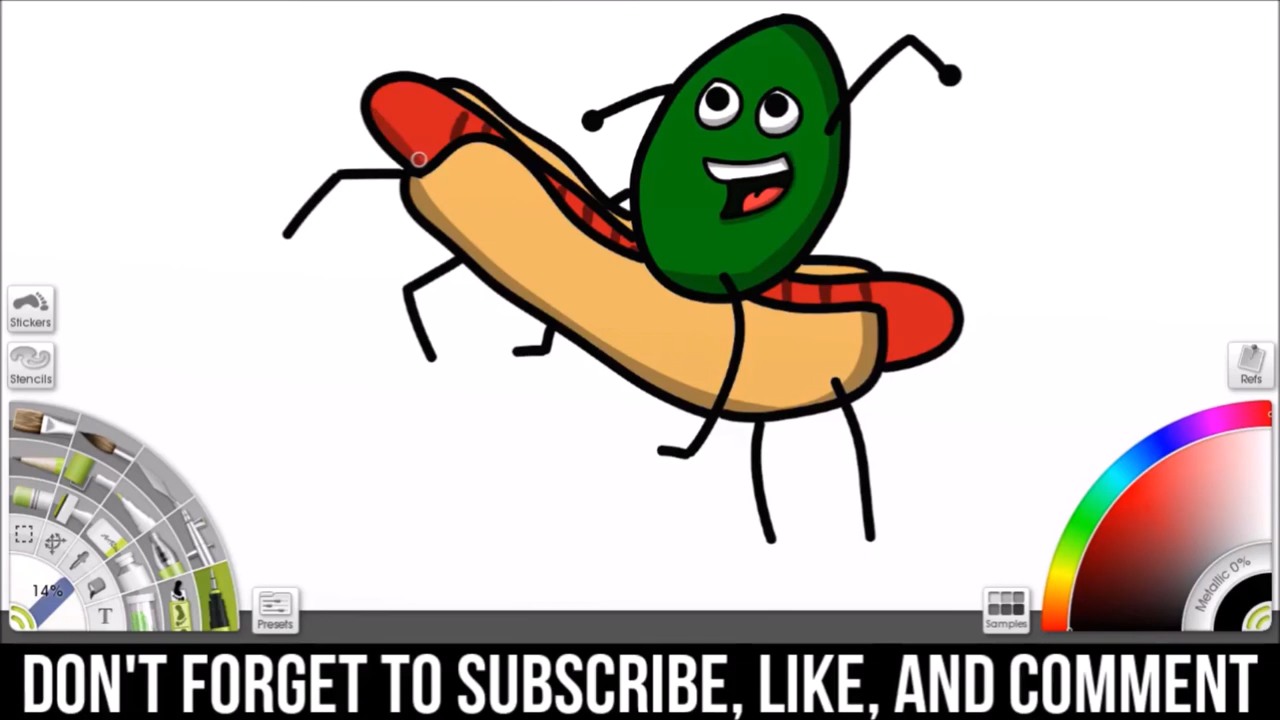 Stickers
Stencils
Refs
14%
T
Metallic 0%
Presets
Samples
DON'T FORGET TO SUBSCRIBE, LIKE, AND COMMENT